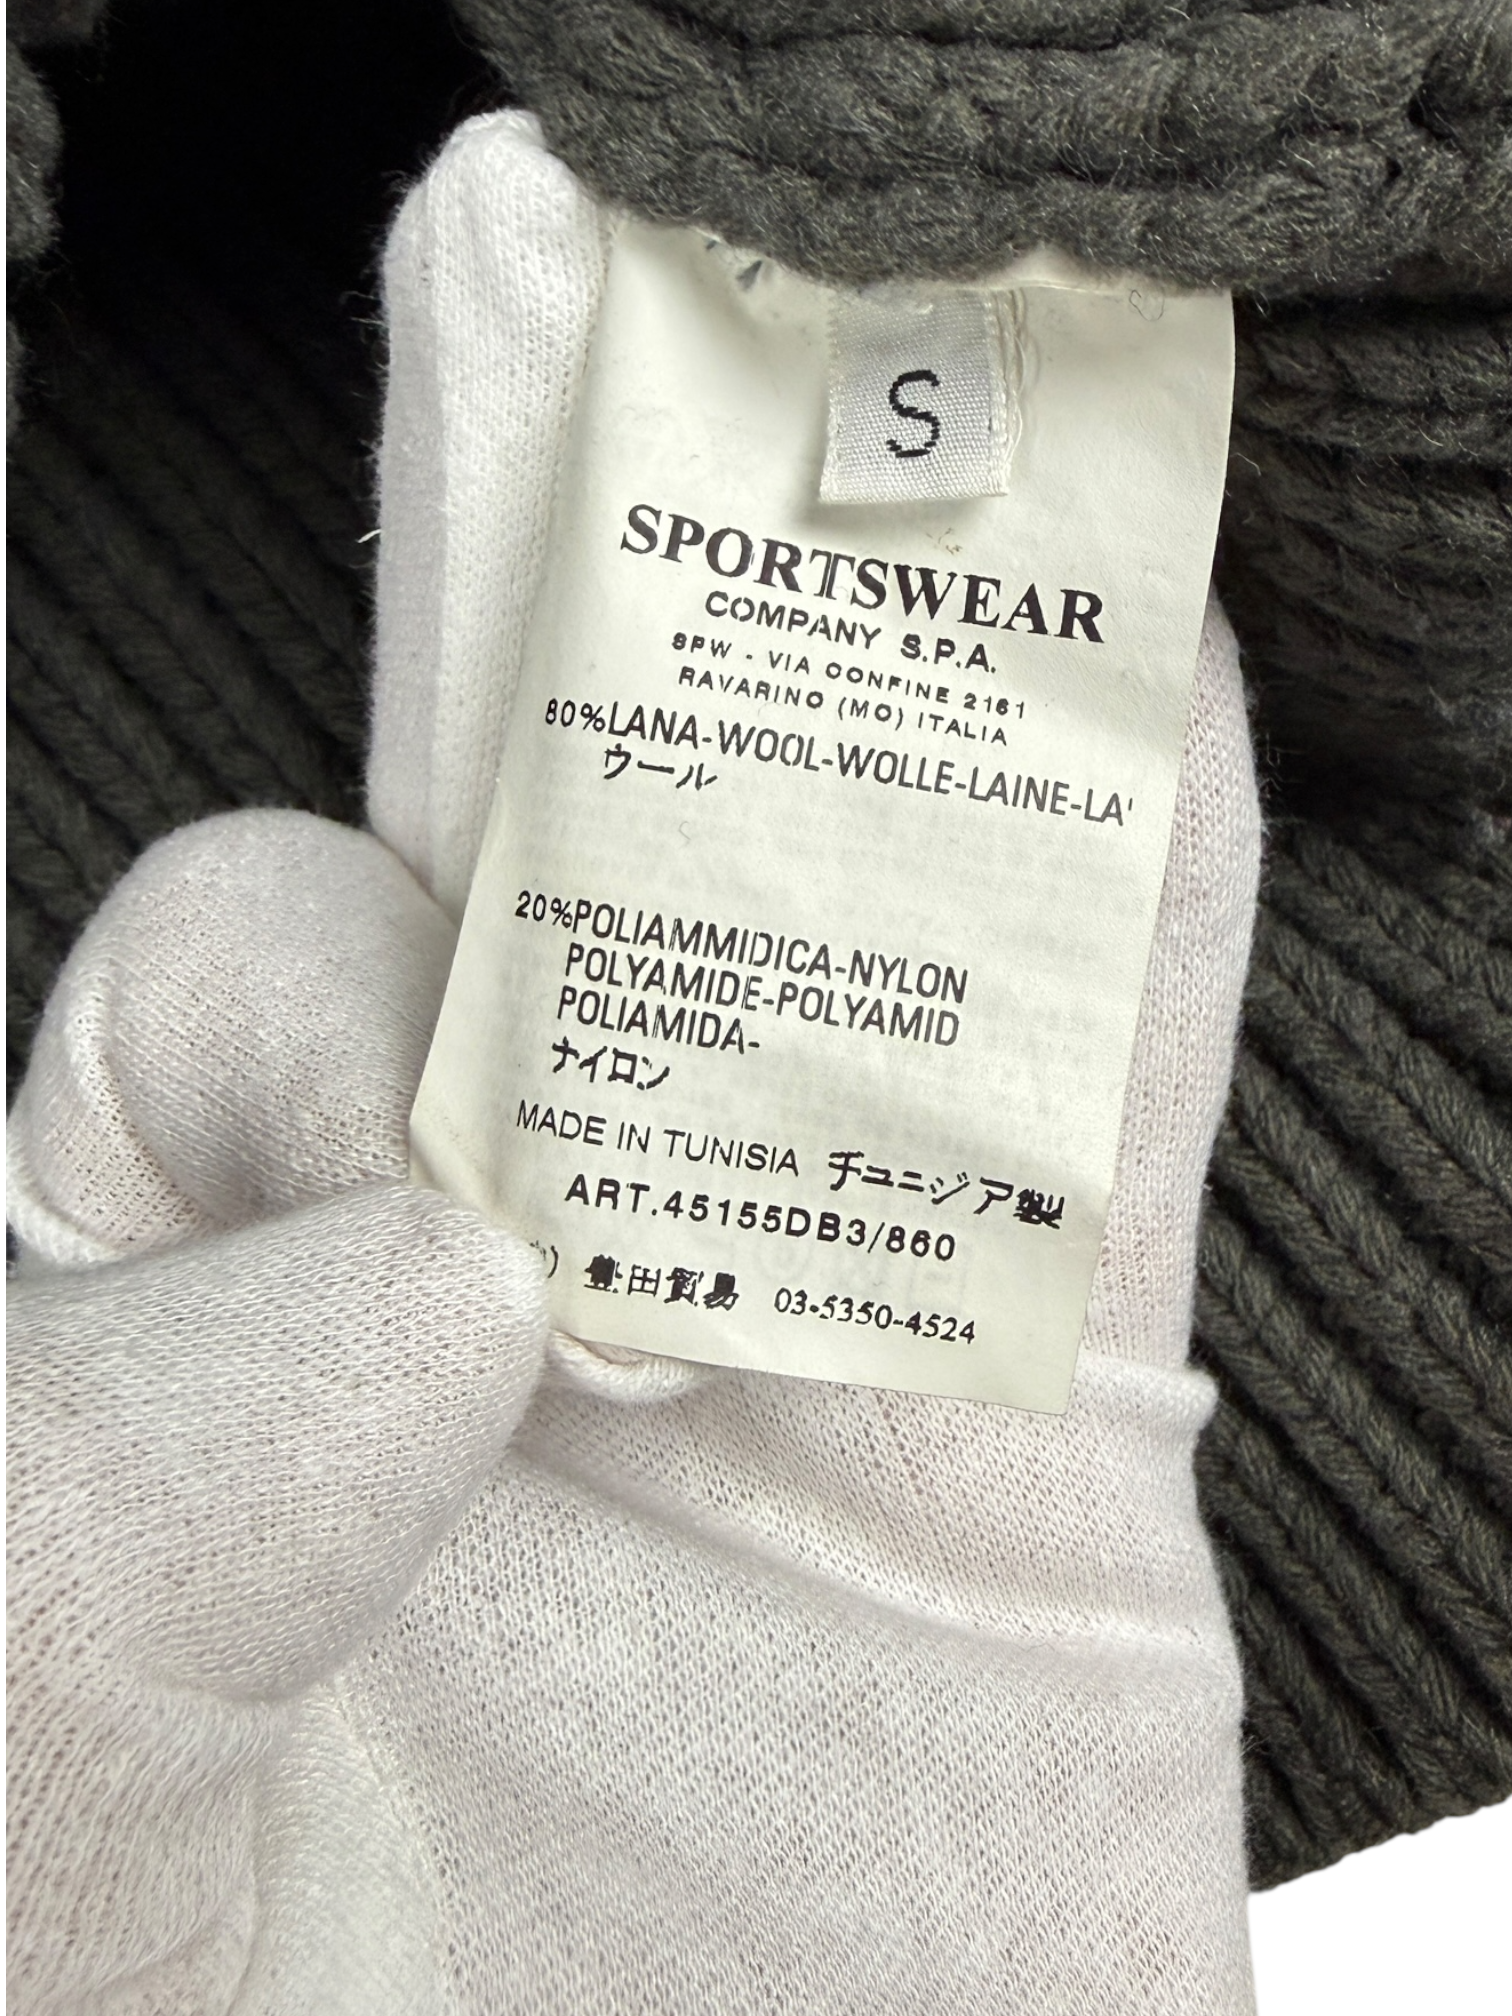 S
SPORTSWEAR
COMPANY S.P.A.
SPW - VIA CONFINE 2161
RAVARINO (MO) ITALIA
80%LANA-WOOL-WOLLE-LAINE-LA
ウール
20%POLIAMMIDICA-NYLON
POLYAMIDE-POLYAMID
POLIAMIDA-
ナイロン
MADE IN TUNISIA チュニジア製
ART.45155DB3/860
) 豊田貿易 03-5350-4524